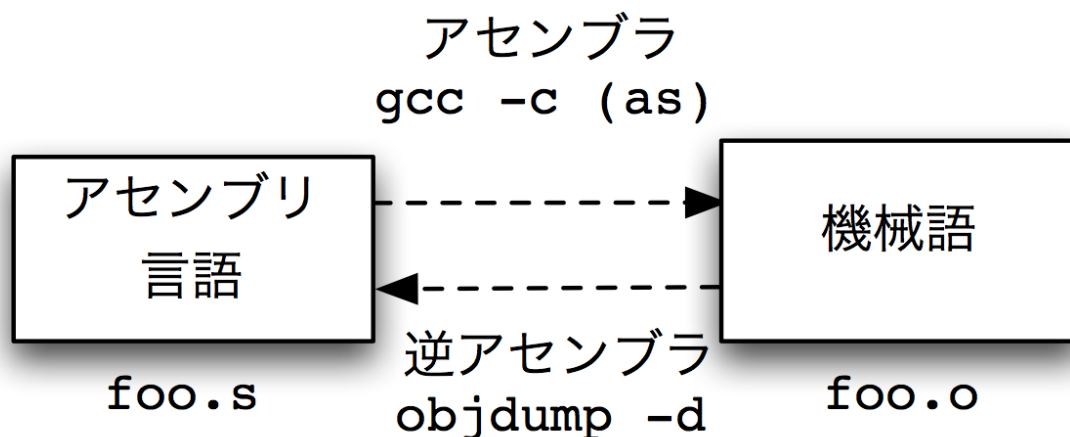 アセンブラ
gcc -c (as)
アセンブリ
言語
機械語
逆アセンブラ
objdump -d
foo.s
foo.o